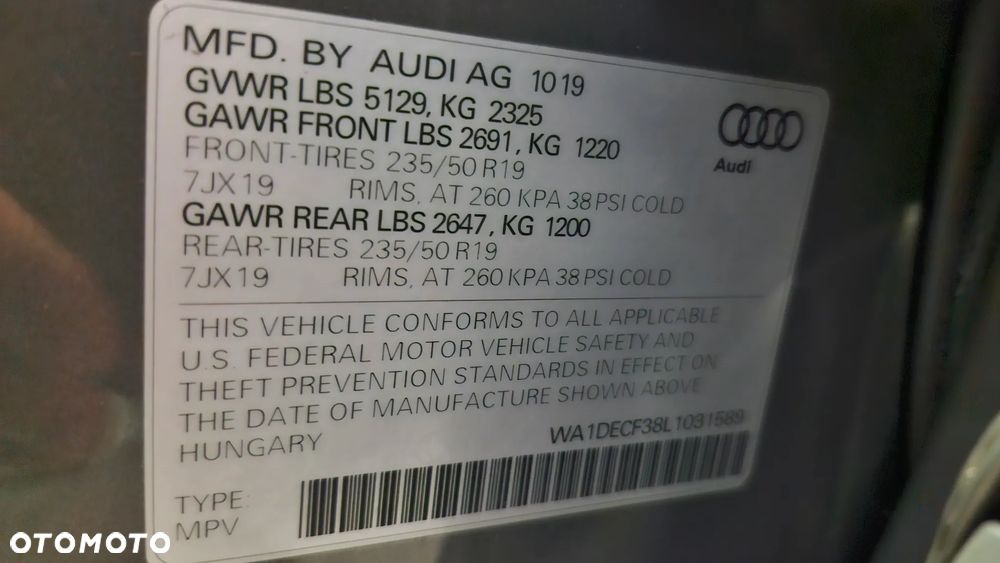 MFD. BY AUDI AG 10 19
GVWR LBS 5129, KG 2325
GAWR FRONT LBS 2691, KG 1220
FRONT-TIRES 235/50 R19
7JX19 RIMS, AT 260 KPA 38 PSI COLD
GAWR REAR LBS 2647, KG 1200
REAR-TIRES 235/50 R19
7JX19 RIMS, AT 260 KPA 38 PSI COLD
Audi
THIS VEHICLE CONFORMS TO ALL APPLICABLE
U.S. FEDERAL MOTOR VEHICLE SAFETY AND
THEFT PREVENTION STANDARDS IN EFFECT ON
THE DATE OF MANUFACTURE SHOWN ABOVE
HUNGARY WA1DECF38L1031589
TYPE:
MPV
OTOMOTO